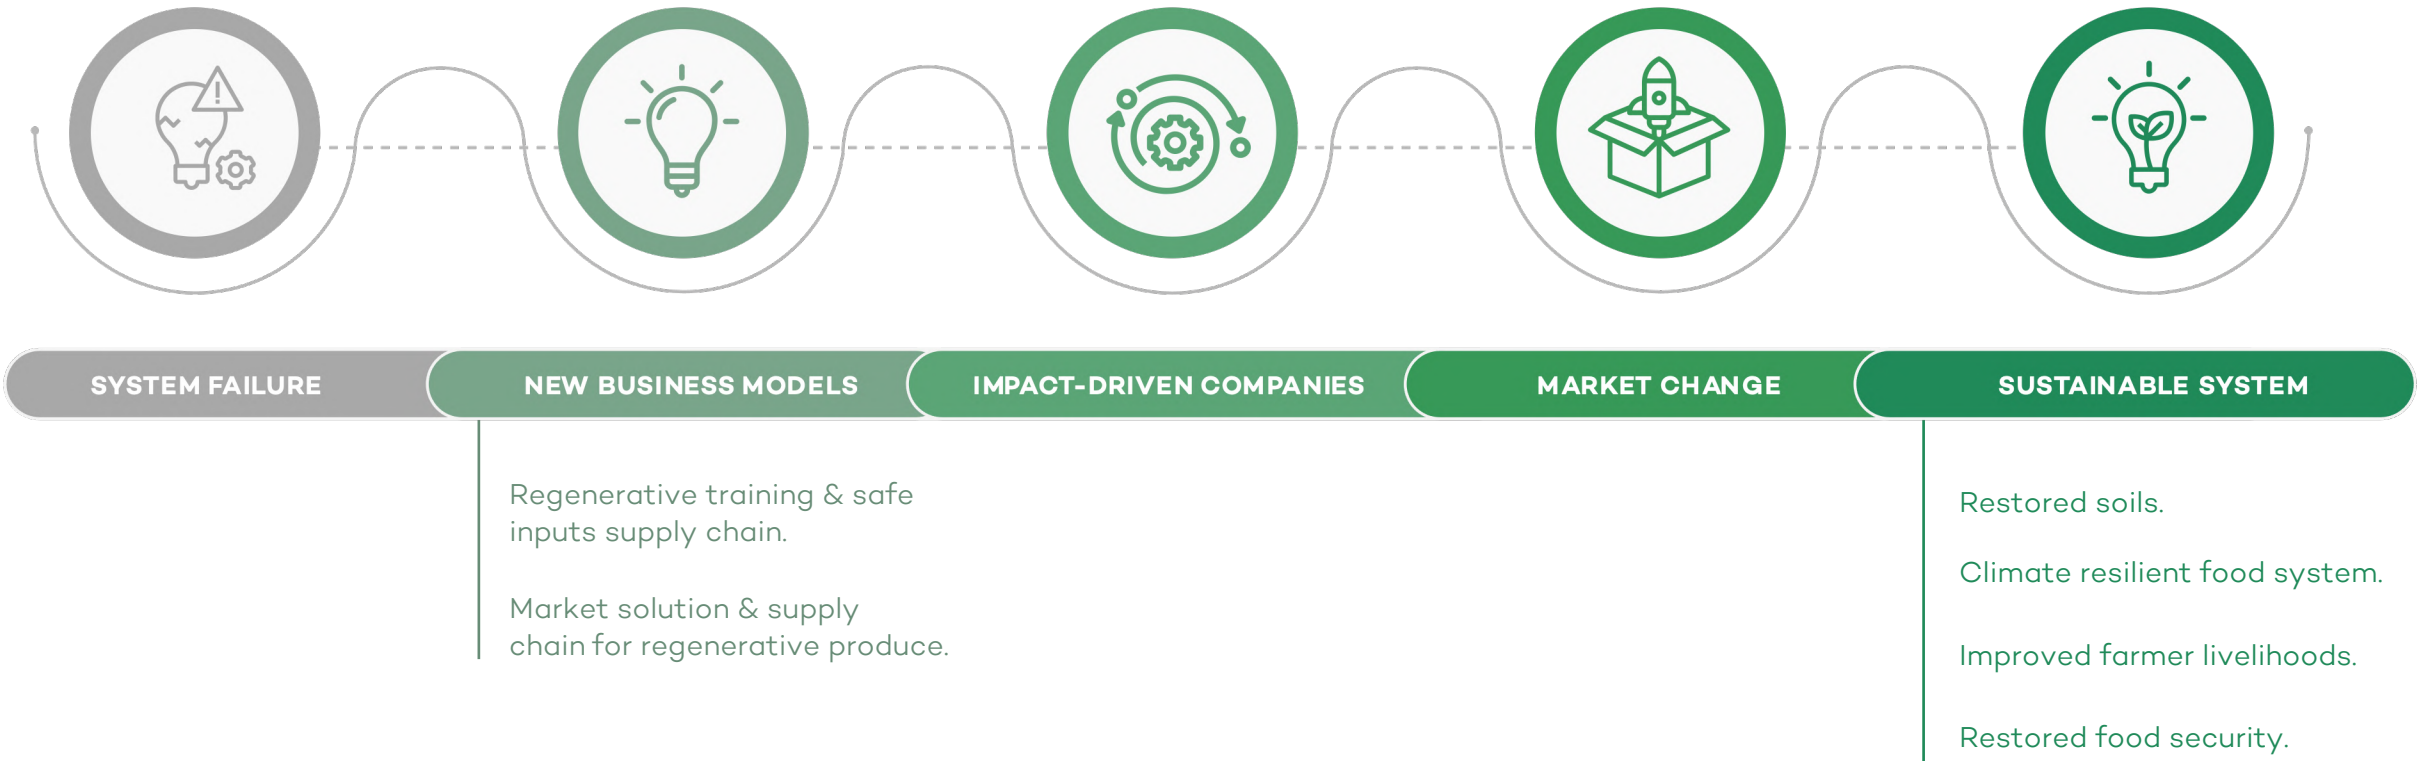 SYSTEM FAILURE
NEW BUSINESS MODELS
IMPACT-DRIVEN COMPANIES
MARKET CHANGE
SUSTAINABLE SYSTEM
Regenerative training & safe
inputs supply chain.
Market solution & supply
chain for regenerative produce.
Restored soils.
Climate resilient food system.
Improved farmer livelihoods.
Restored food security.